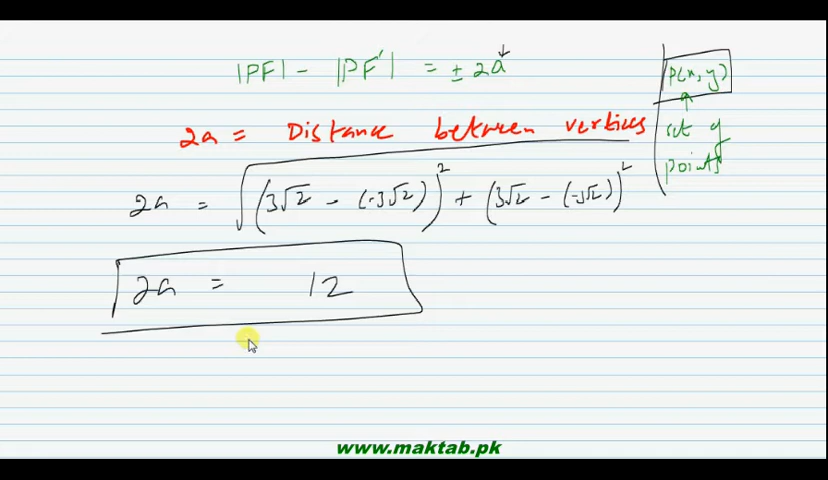 |PF| - |PF'| = ± 2a
P(x, y)
set of
points
2a = Distance between vertices
2a = √((3√2 - (-3√2))² + (3√2 - (-3√2))²)
2a = 12
www.maktab.pk